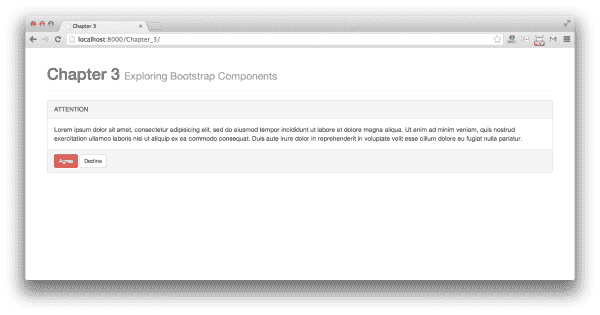 Chapter 3
localhost:8000/Chapter_3/
Chapter 3 Exploring Bootstrap Components
ATTENTION
Lorem ipsum dolor sit amet, consectetur adipisicing elit, sed do eiusmod tempor incididunt ut labore et dolore magna aliqua. Ut enim ad minim veniam, quis nostrud
exercitation ullamco laboris nisi ut aliquip ex ea commodo consequat. Duis aute irure dolor in reprehenderit in voluptate velit esse cillum dolore eu fugiat nulla pariatur.
Agree Decline